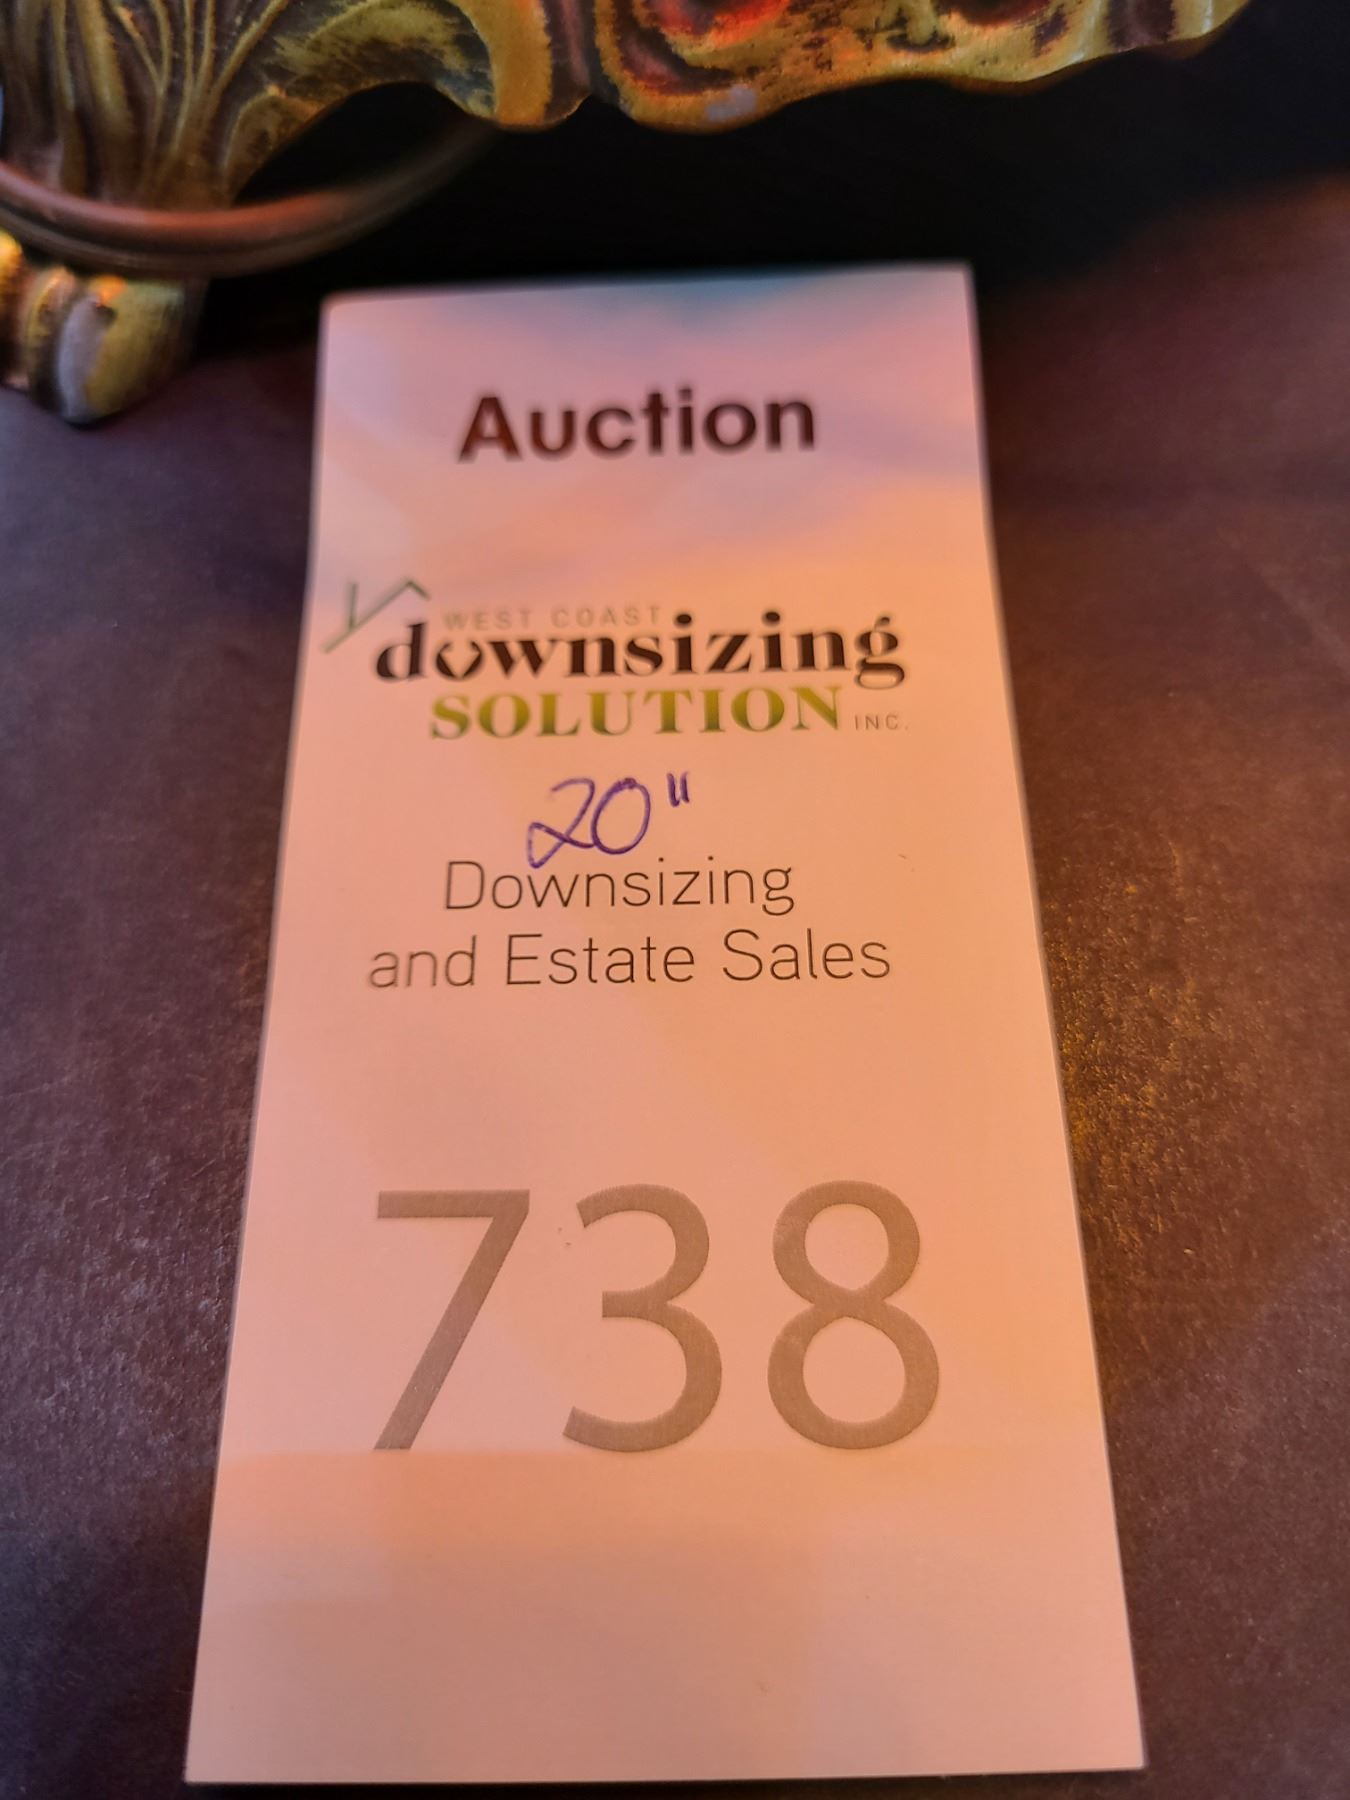 Auction
WEST COAST
downsizing
SOLUTION INC.
20"
Downsizing
and Estate Sales
738